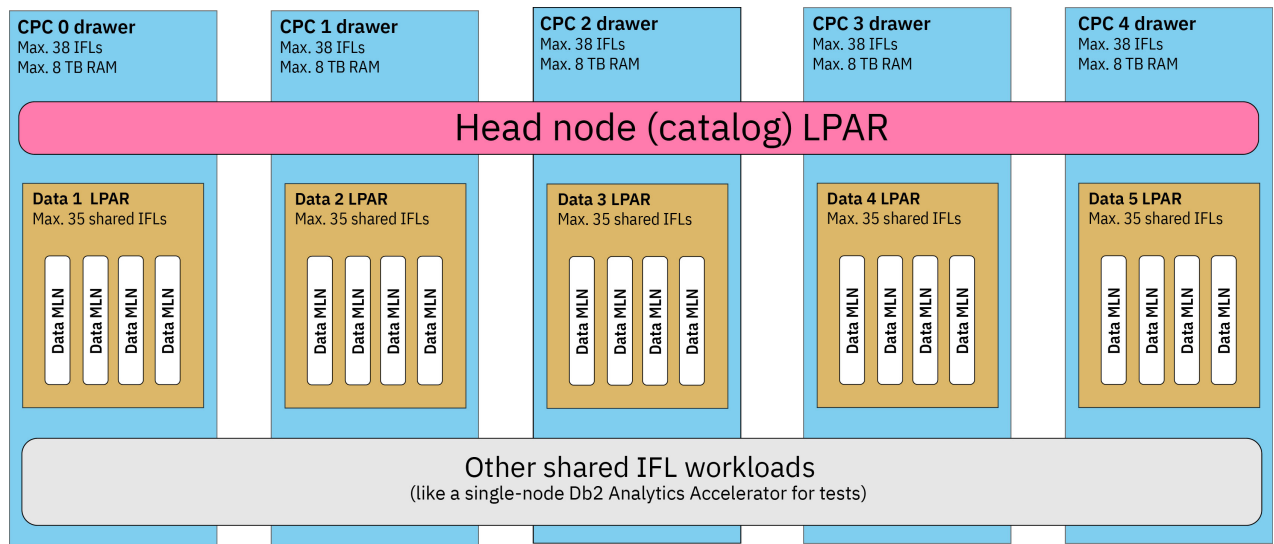 CPC 0 drawer
Max. 38 IFLs
Max. 8 TB RAM
CPC 1 drawer
Max. 38 IFLs
Max. 8 TB RAM
CPC 2 drawer
Max. 38 IFLs
Max. 8 TB RAM
CPC 3 drawer
Max. 38 IFLs
Max. 8 TB RAM
CPC 4 drawer
Max. 38 IFLs
Max. 8 TB RAM
Head node (catalog) LPAR
Data 1 LPAR
Max. 35 shared IFLs
Data MLN
Data MLN
Data MLN
Data MLN
Data 2 LPAR
Max. 35 shared IFLs
Data MLN
Data MLN
Data MLN
Data MLN
Data 3 LPAR
Max. 35 shared IFLs
Data MLN
Data MLN
Data MLN
Data MLN
Data 4 LPAR
Max. 35 shared IFLs
Data MLN
Data MLN
Data MLN
Data MLN
Data 5 LPAR
Max. 35 shared IFLs
Data MLN
Data MLN
Data MLN
Data MLN
Other shared IFL workloads
(like a single-node Db2 Analytics Accelerator for tests)